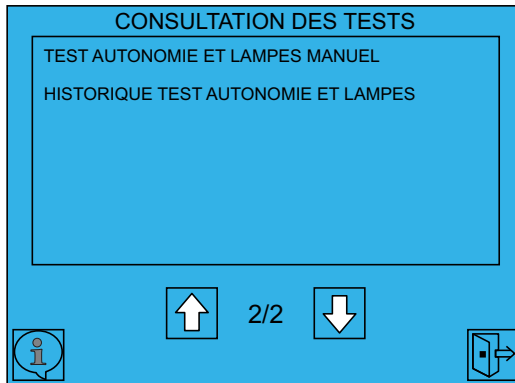 CONSULTATION DES TESTS
TEST AUTONOMIE ET LAMPES MANUEL
HISTORIQUE TEST AUTONOMIE ET LAMPES
2/2
i